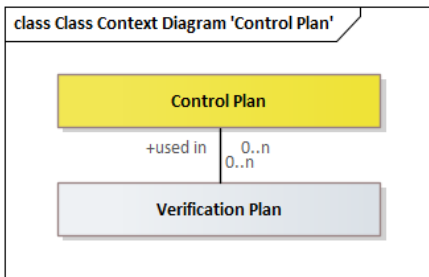 class Class Context Diagram 'Control Plan'
Control Plan
+used in 0..n
0..n
Verification Plan